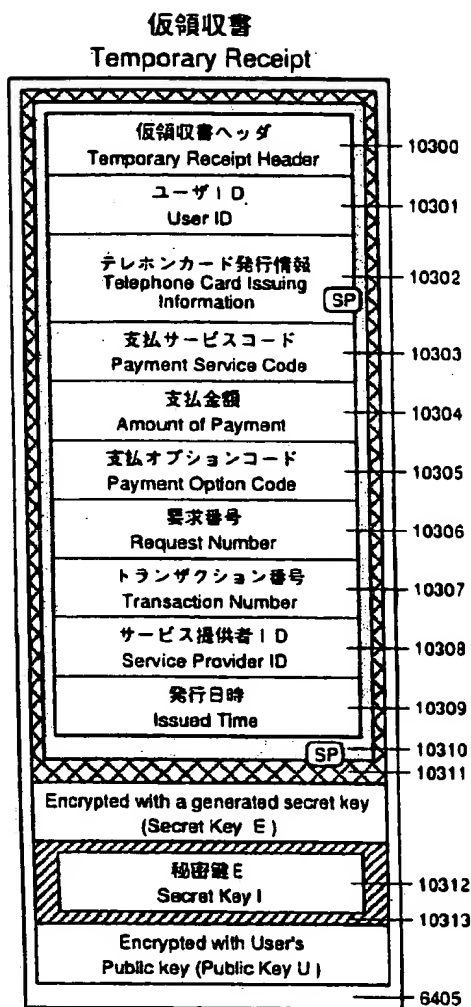 仮領収書
Temporary Receipt
仮領収書ヘッダ
Temporary Receipt Header
10300
ユーザID
User ID
10301
テレホンカード発行情報
Telephone Card Issuing
Information
SP
10302
支払サービスコード
Payment Service Code
10303
支払金額
Amount of Payment
10304
支払オプションコード
Payment Option Code
10305
要求番号
Request Number
10306
トランザクション番号
Transaction Number
10307
サービス提供者ID
Service Provider ID
10308
発行日時
Issued Time
10309
SP
10310
10311
Encrypted with a generated secret key
(Secret Key E)
秘密鍵E
Secret Key I
10312
10313
Encrypted with User's
Public key (Public Key U)
6405